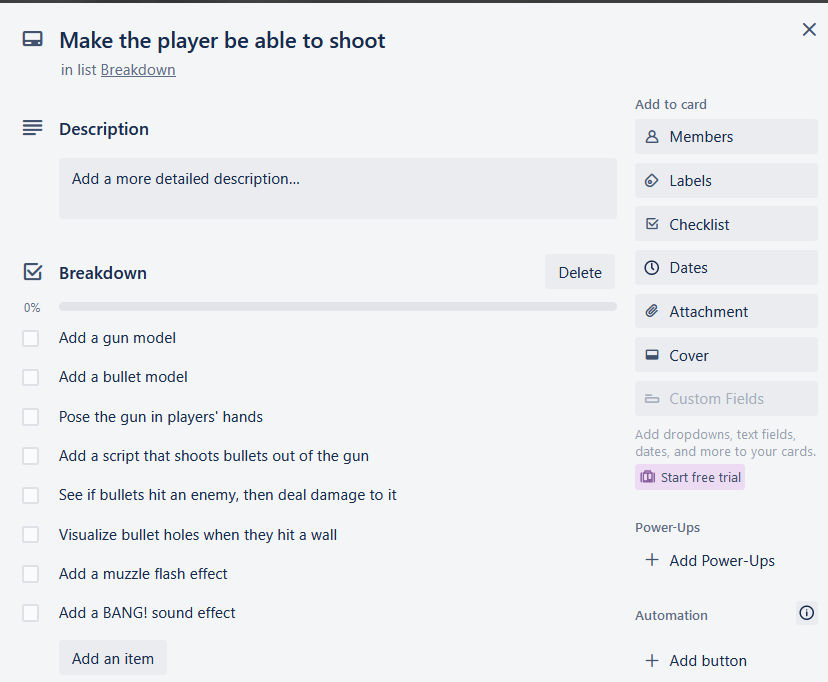 Make the player be able to shoot
in list Breakdown
Description
Add a more detailed description...
Breakdown
Delete
0%
Add a gun model
Add a bullet model
Pose the gun in players' hands
Add a script that shoots bullets out of the gun
See if bullets hit an enemy, then deal damage to it
Visualize bullet holes when they hit a wall
Add a muzzle flash effect
Add a BANG! sound effect
Add an item
Add to card
Members
Labels
Checklist
Dates
Attachment
Cover
Custom Fields
Add dropdowns, text fields,
dates, and more to your cards.
Start free trial
Power-Ups
Add Power-Ups
Automation
Add button